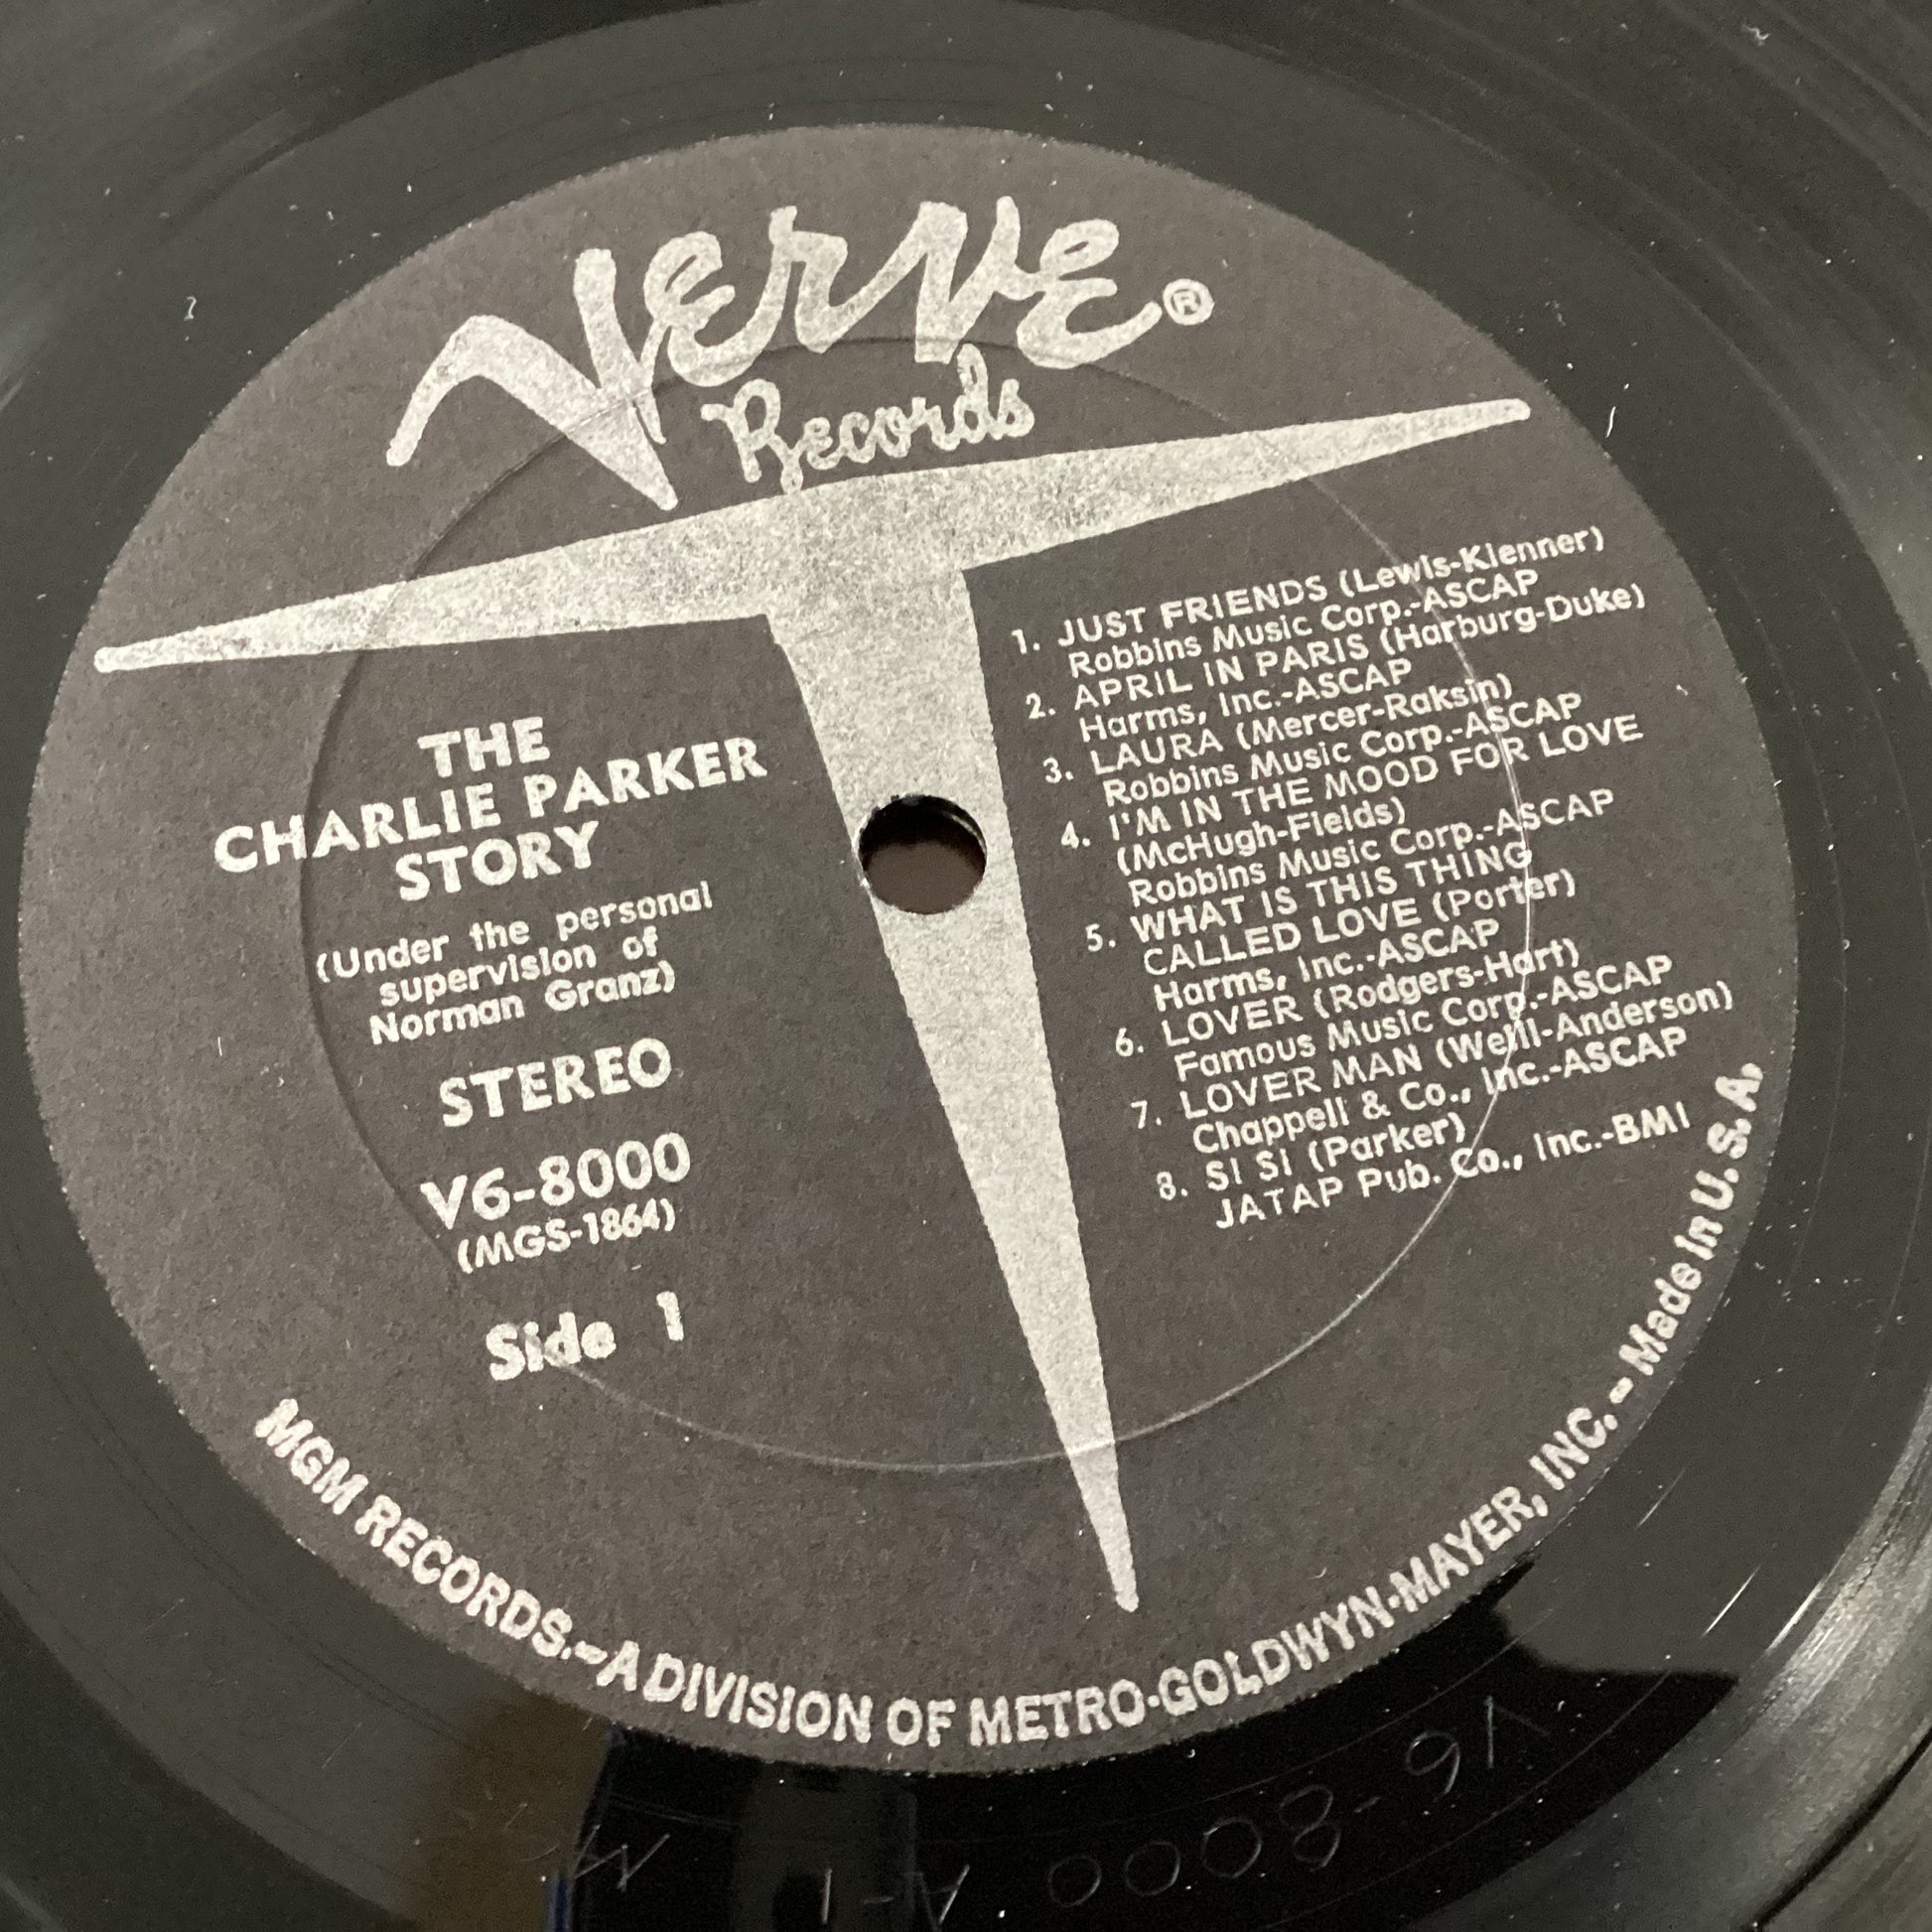 Verve®
Records
THE
CHARLIE PARKER
STORY
(Under the personal
supervision of
Norman Granz)
STEREO
V6-8000
(MGS-1864)
Side 1
1. JUST FRIENDS (Lewis-Klenner)
Robbins Music Corp.-ASCAP
2. APRIL IN PARIS (Harburg-Duke)
Harms, Inc.-ASCAP
3. LAURA (Mercer-Raksin)
Robbins Music Corp.-ASCAP
4. I'M IN THE MOOD FOR LOVE
(McHugh-Fields)
Robbins Music Corp.-ASCAP
5. WHAT IS THIS THING
CALLED LOVE (Porter)
Harms, Inc.-ASCAP
6. LOVER (Rodgers-Hart)
Famous Music Corp.-ASCAP
7. LOVER MAN (Weill-Anderson)
Chappell & Co., Inc.-ASCAP
8. SI SI (Parker)
JATAP Pub. Co., Inc.-BMI
MGM RECORDS.-A DIVISION OF METRO-GOLDWYN-MAYER, INC. - Made in U.S.A.
V6-8000 A-1